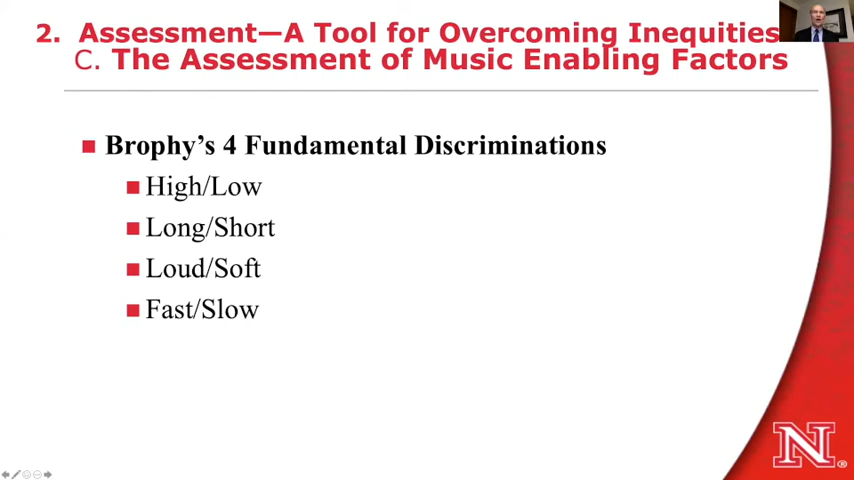 2. Assessment—A Tool for Overcoming Inequities
C. The Assessment of Music Enabling Factors
Brophy's 4 Fundamental Discriminations
High/Low
Long/Short
Loud/Soft
Fast/Slow
N®